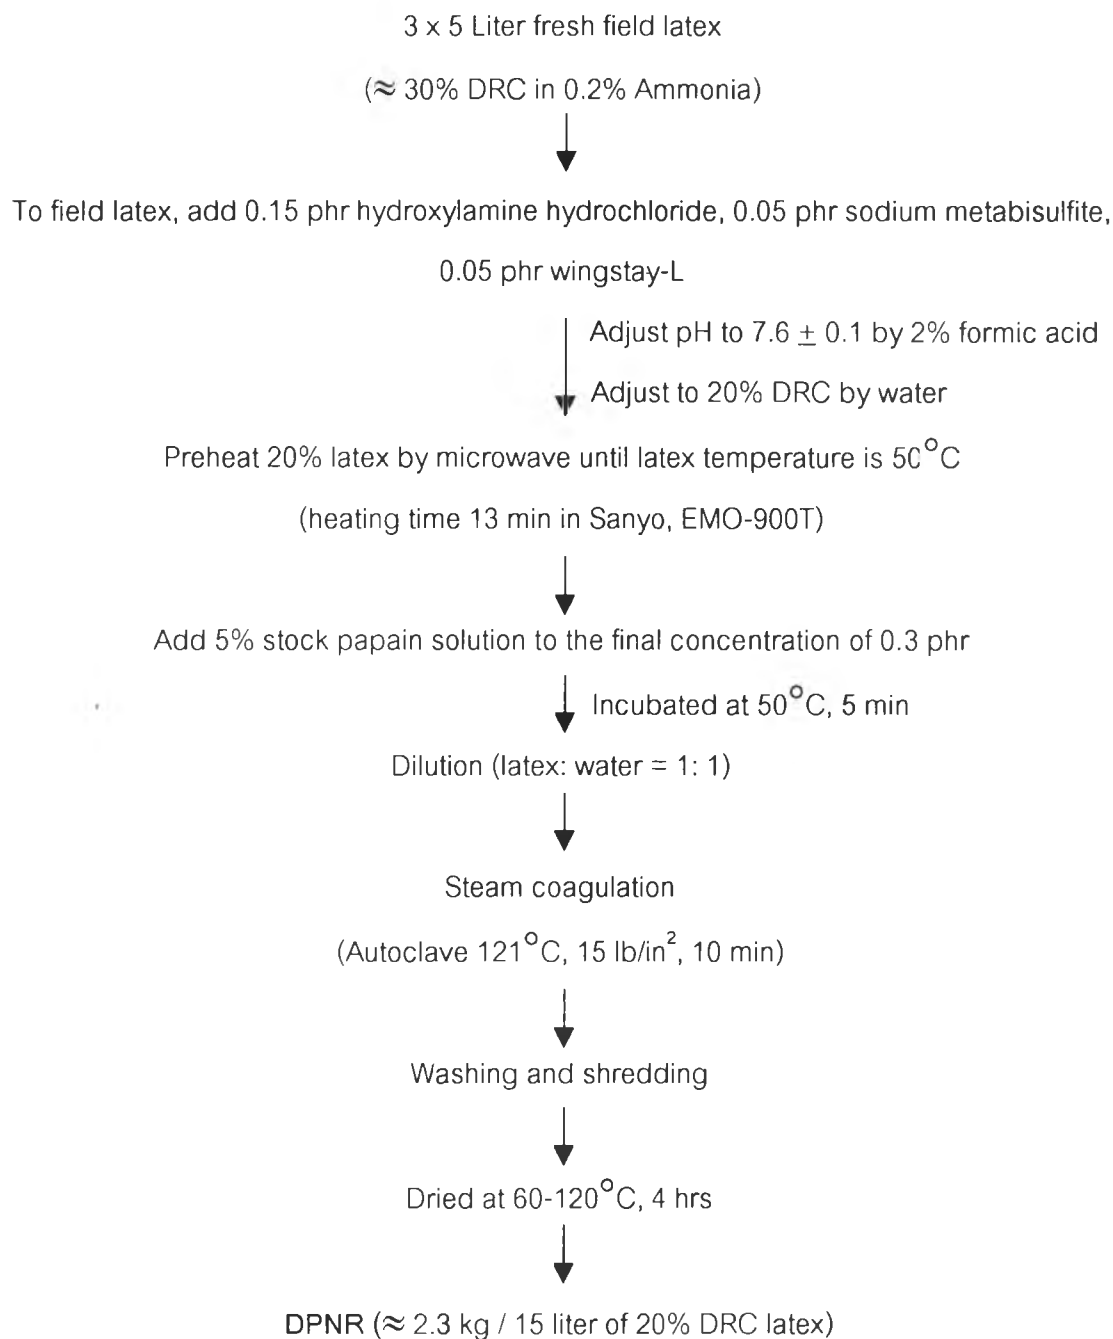 3 x 5 Liter fresh field latex
(≈ 30% DRC in 0.2% Ammonia)
To field latex, add 0.15 phr hydroxylamine hydrochloride, 0.05 phr sodium metabisulfite,
0.05 phr wingstay-L
Adjust pH to 7.6 ± 0.1 by 2% formic acid
Adjust to 20% DRC by water
Preheat 20% latex by microwave until latex temperature is 50°C
(heating time 13 min in Sanyo, EMO-900T)
Add 5% stock papain solution to the final concentration of 0.3 phr
Incubated at 50°C, 5 min
Dilution (latex: water = 1: 1)
Steam coagulation
(Autoclave 121°C, 15 lb/in², 10 min)
Washing and shredding
Dried at 60-120°C, 4 hrs
DPNR (≈ 2.3 kg / 15 liter of 20% DRC latex)